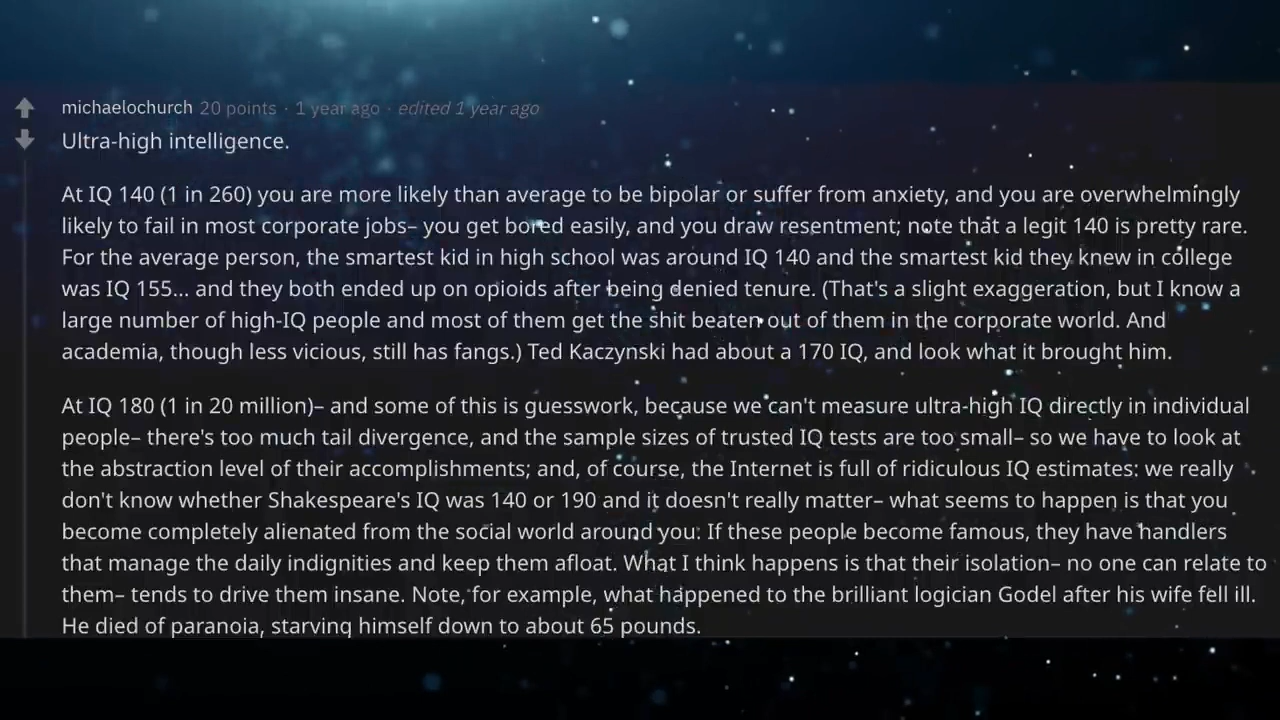 michaelochurch 20 points · 1 year ago · edited 1 year ago
Ultra-high intelligence.
At IQ 140 (1 in 260) you are more likely than average to be bipolar or suffer from anxiety, and you are overwhelmingly
likely to fail in most corporate jobs– you get bored easily, and you draw resentment; note that a legit 140 is pretty rare.
For the average person, the smartest kid in high school was around IQ 140 and the smartest kid they knew in college
was IQ 155... and they both ended up on opioids after being denied tenure. (That's a slight exaggeration, but I know a
large number of high-IQ people and most of them get the shit beaten out of them in the corporate world. And
academia, though less vicious, still has fangs.) Ted Kaczynski had about a 170 IQ, and look what it brought him.
At IQ 180 (1 in 20 million)– and some of this is guesswork, because we can't measure ultra-high IQ directly in individual
people– there's too much tail divergence, and the sample sizes of trusted IQ tests are too small– so we have to look at
the abstraction level of their accomplishments; and, of course, the Internet is full of ridiculous IQ estimates: we really
don't know whether Shakespeare's IQ was 140 or 190 and it doesn't really matter– what seems to happen is that you
become completely alienated from the social world around you. If these people become famous, they have handlers
that manage the daily indignities and keep them afloat. What I think happens is that their isolation– no one can relate to
them– tends to drive them insane. Note, for example, what happened to the brilliant logician Godel after his wife fell ill.
He died of paranoia, starving himself down to about 65 pounds.